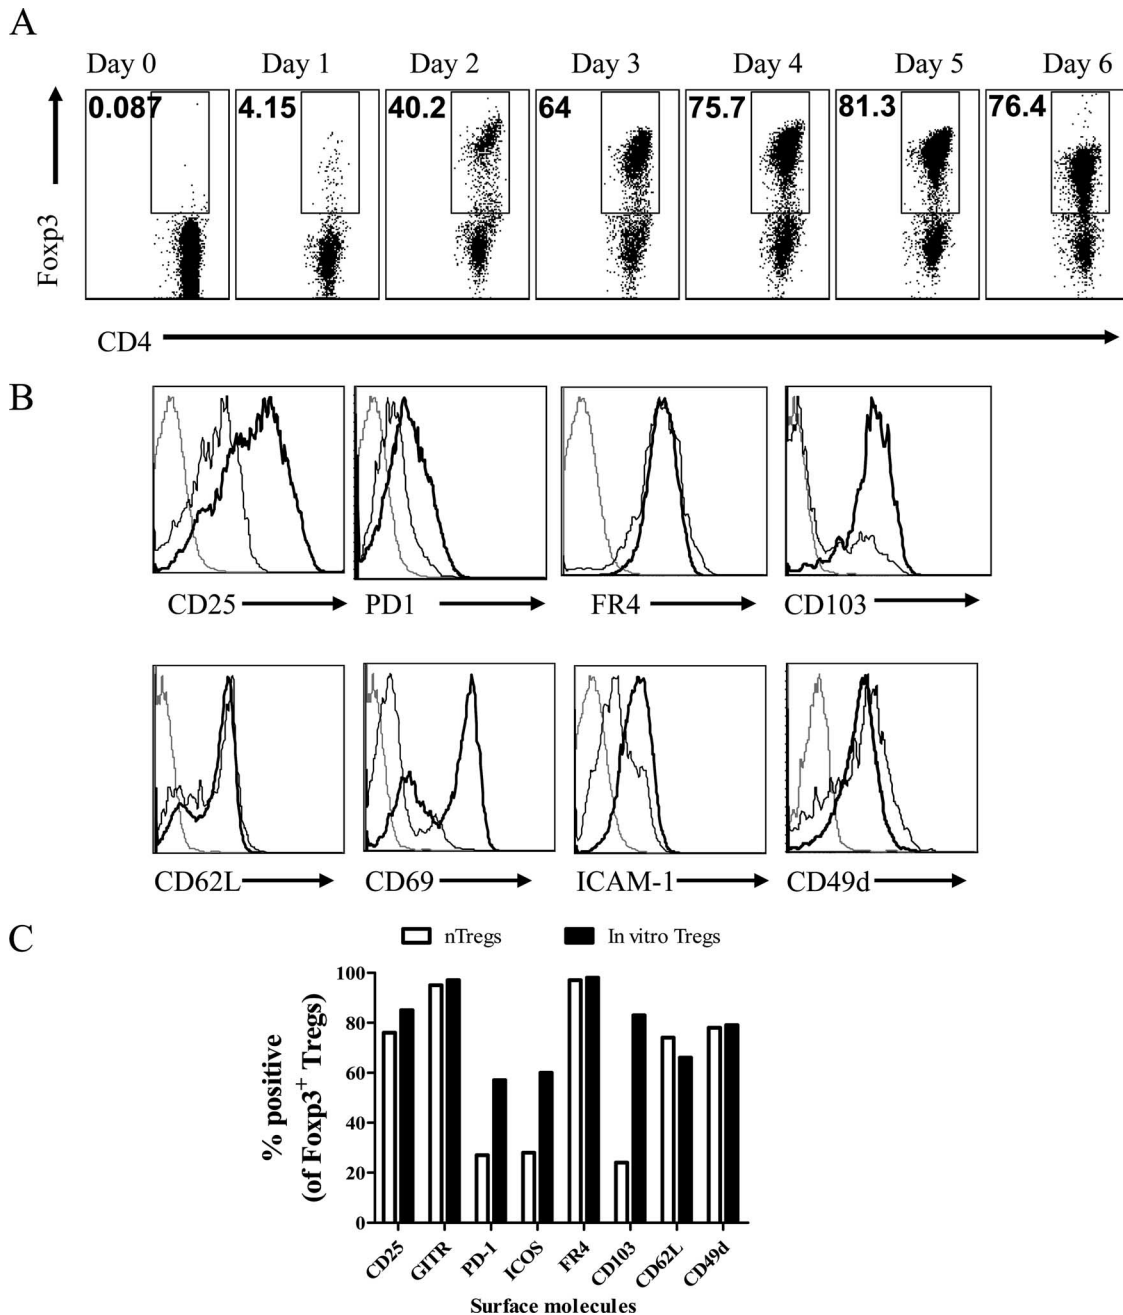 A
Day 0 Day 1 Day 2 Day 3 Day 4 Day 5 Day 6
0.087 4.15 40.2 64 75.7 81.3 76.4
Foxp3
CD4
B
CD25 PD1 FR4 CD103
CD62L CD69 ICAM-1 CD49d
C
nTregs In vitro Tregs
% positive
(of Foxp3+ Tregs)
100
80
60
40
20
0
CD25 GITR PD-1 ICOS FR4 CD103 CD62L CD49d
Surface molecules